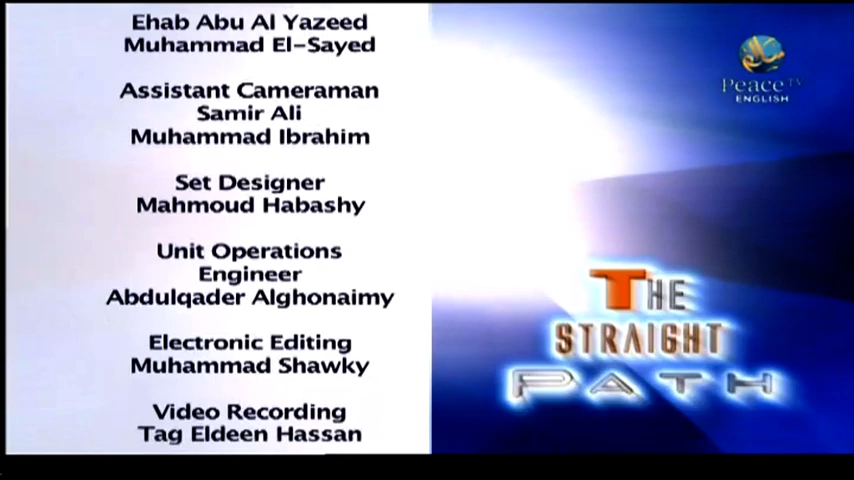 Ehab Abu Al Yazeed
Muhammad El-Sayed
Assistant Cameraman
Samir Ali
Muhammad Ibrahim
Set Designer
Mahmoud Habashy
Unit Operations
Engineer
Abdulqader Alghonaimy
Electronic Editing
Muhammad Shawky
Video Recording
Tag Eldeen Hassan
سلام
Peace TV
ENGLISH
THE
STRAIGHT
PATH